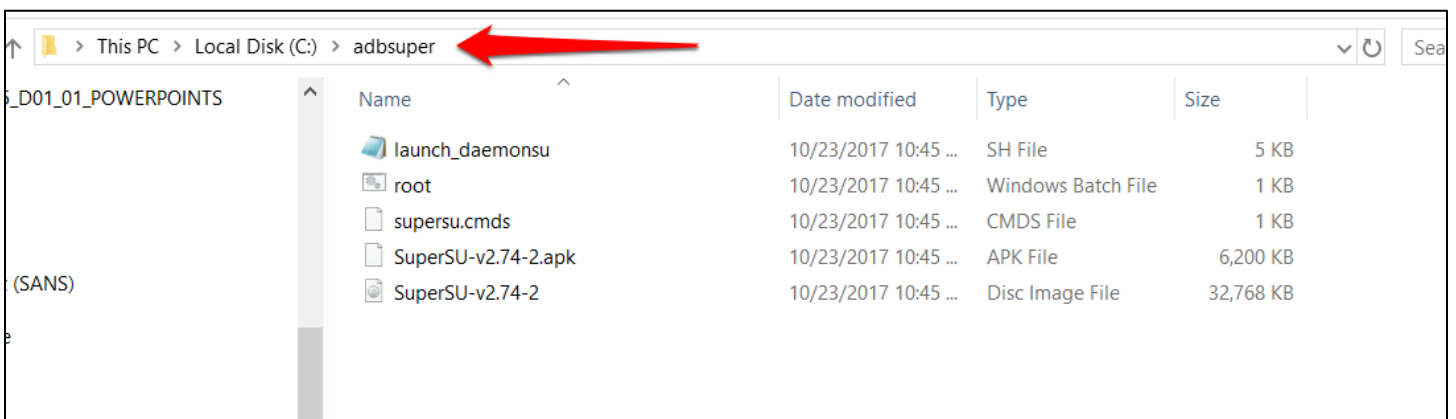 This PC > Local Disk (C:) > adbsuper Sea
_D01_01_POWERPOINTS
Name Date modified Type Size
launch_daemonsu 10/23/2017 10:45 ... SH File 5 KB
root 10/23/2017 10:45 ... Windows Batch File 1 KB
supersu.cmds 10/23/2017 10:45 ... CMDS File 1 KB
SuperSU-v2.74-2.apk 10/23/2017 10:45 ... APK File 6,200 KB
(SANS)
SuperSU-v2.74-2 10/23/2017 10:45 ... Disc Image File 32,768 KB
e